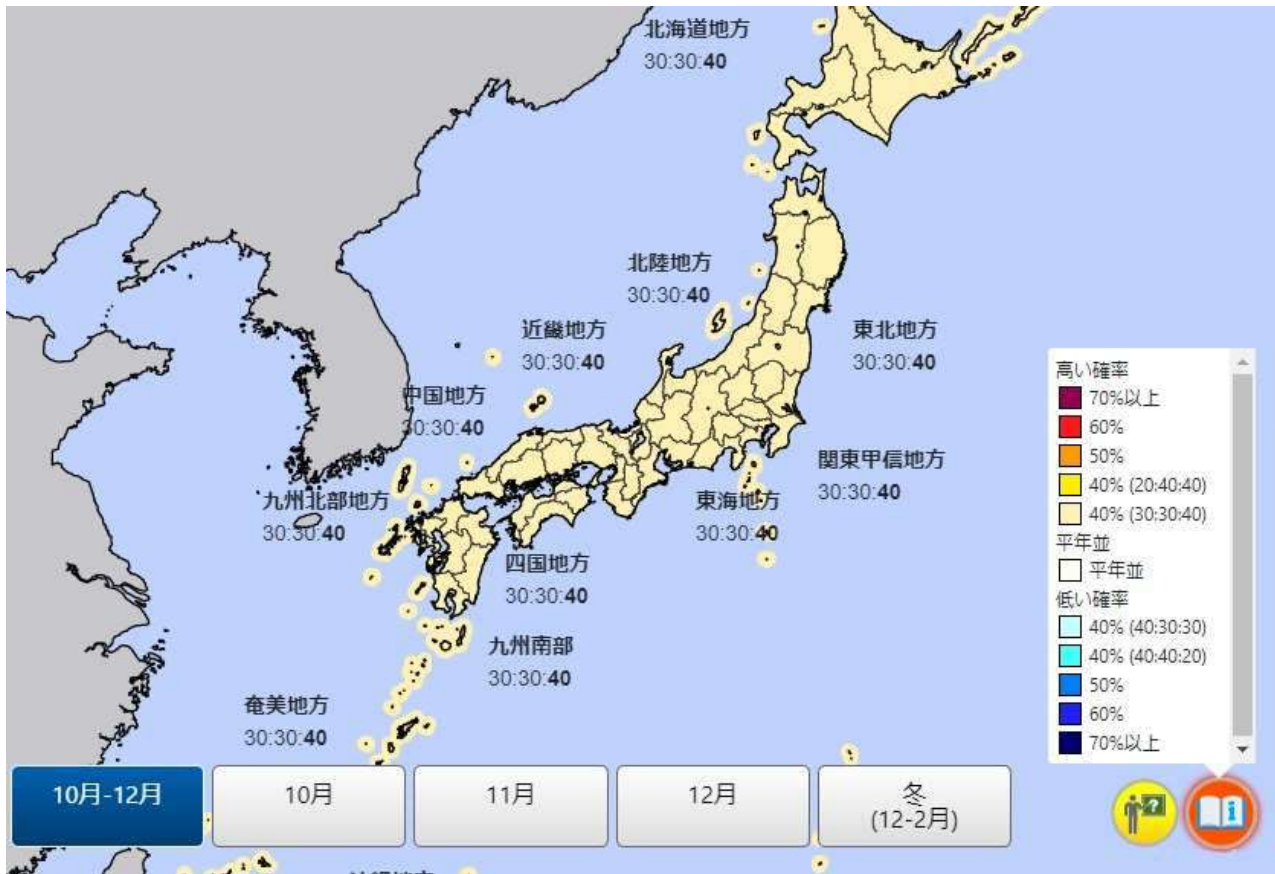 北海道地方
30:30:40
北陸地方
30:30:40
近畿地方
30:30:40
東北地方
30:30:40
中国地方
30:30:40
関東甲信地方
30:30:40
九州北部地方
30:30:40
東海地方
30:30:40
四国地方
30:30:40
九州南部
30:30:40
奄美地方
30:30:40
高い確率
70%以上
60%
50%
40% (20:40:40)
40% (30:30:40)
平年並
平年並
低い確率
40% (40:30:30)
40% (40:40:20)
50%
60%
70%以上
10月-12月
10月
11月
12月
冬
(12-2月)